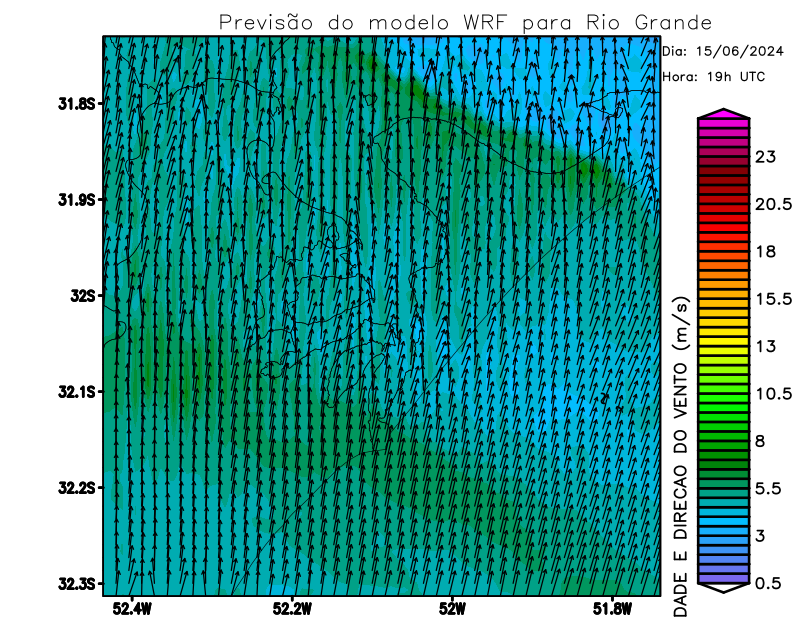 Previsão do modelo WRF para Rio Grande
Dia: 15/06/2024
Hora: 19h UTC
31.8S
31.9S
32S
32.1S
32.2S
32.3S
52.4W
52.2W
52W
51.8W
DADE E DIRECAO DO VENTO (m/s)
23
20.5
18
15.5
13
10.5
8
5.5
3
0.5